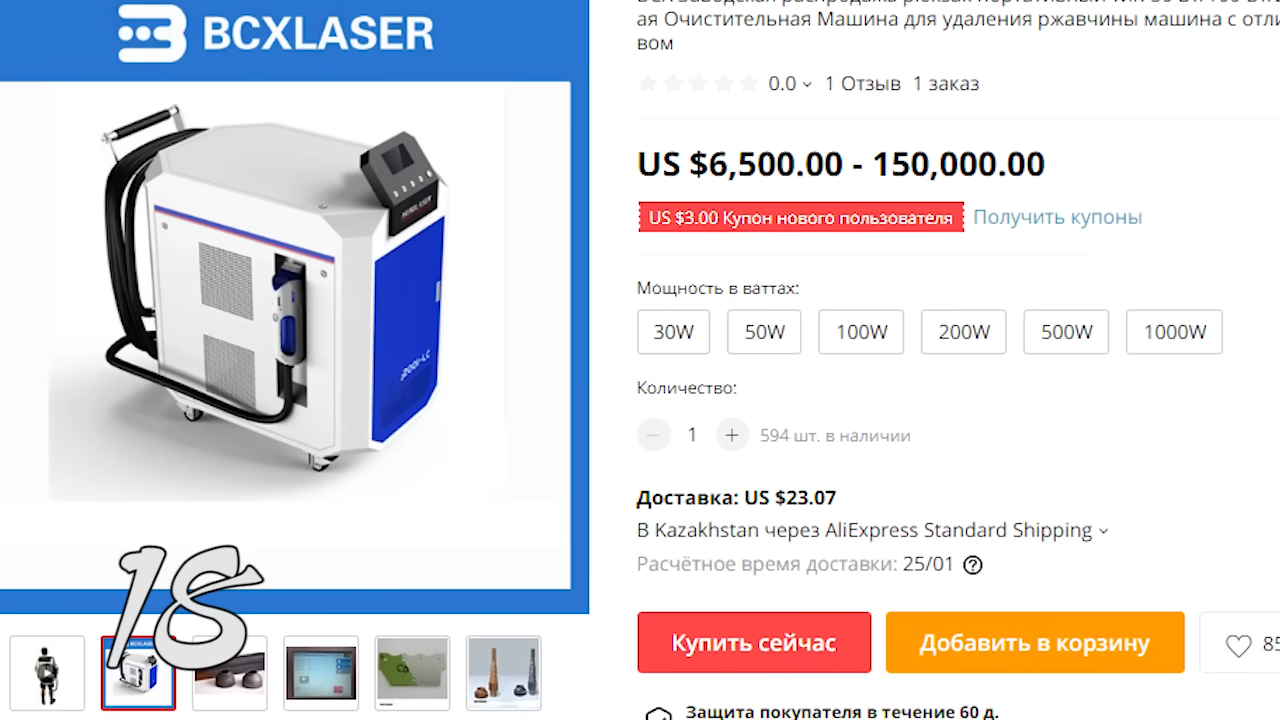 BCXLASER
ая Очистительная Машина для удаления ржавчины машина с отли
вом
0.0 1 Отзыв 1 заказ
US $6,500.00 - 150,000.00
US $3.00 Купон нового пользователя Получить купоны
Мощность в ваттах:
30W 50W 100W 200W 500W 1000W
Количество:
1 594 шт. в наличии
Доставка: US $23.07
В Kazakhstan через AliExpress Standard Shipping
Расчётное время доставки: 25/01
18
Купить сейчас Добавить в корзину 85
Защита покупателя в течение 60 д.